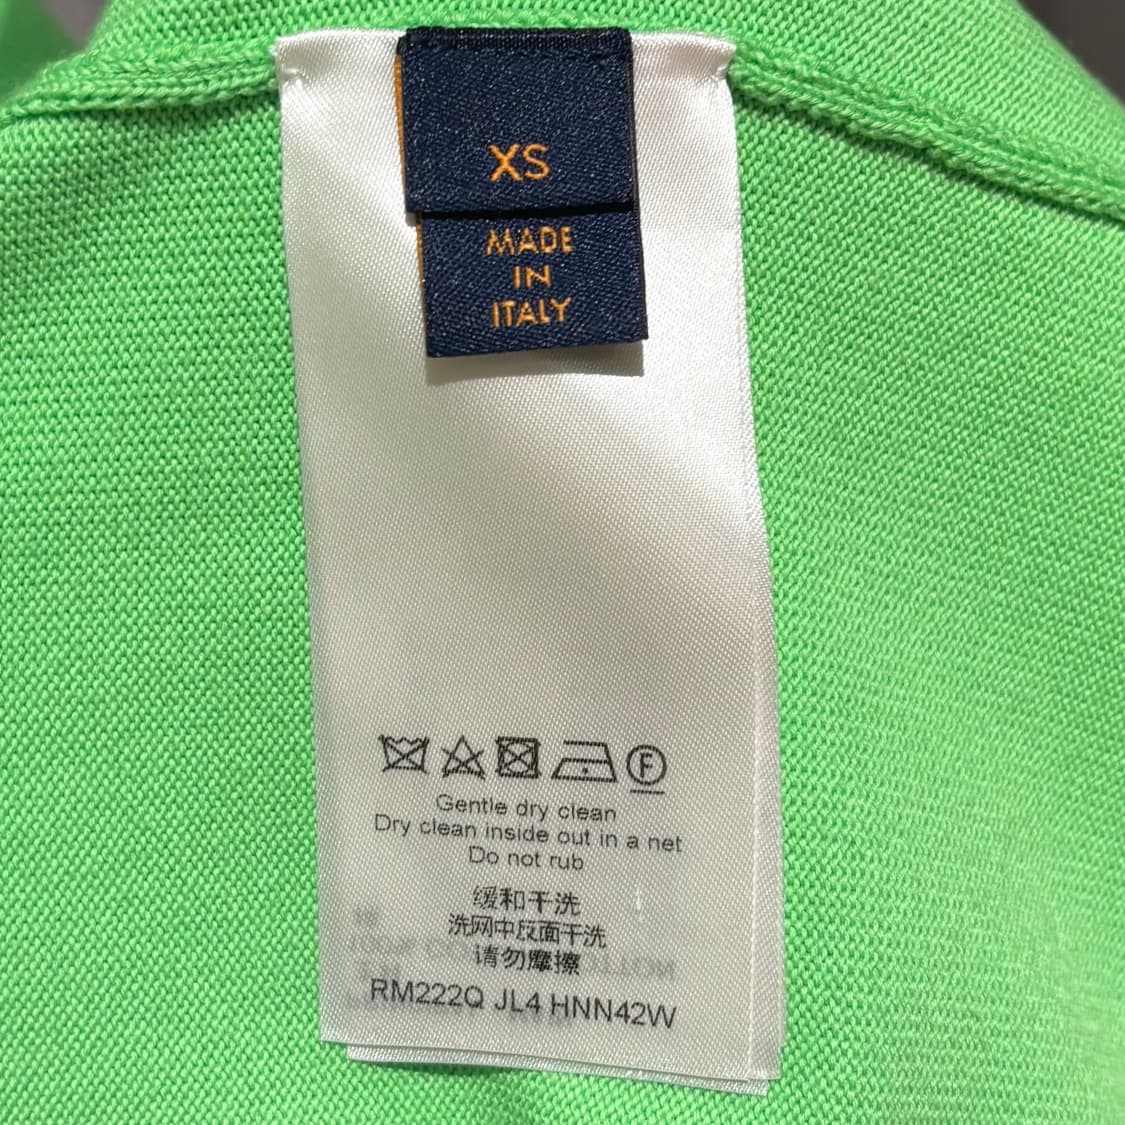 XS
MADE
IN
ITALY
F
Gentle dry clean
Dry clean inside out in a net
Do not rub
缓和干洗
洗网中反面干洗
请勿摩擦
RM222Q JL4 HNN42W